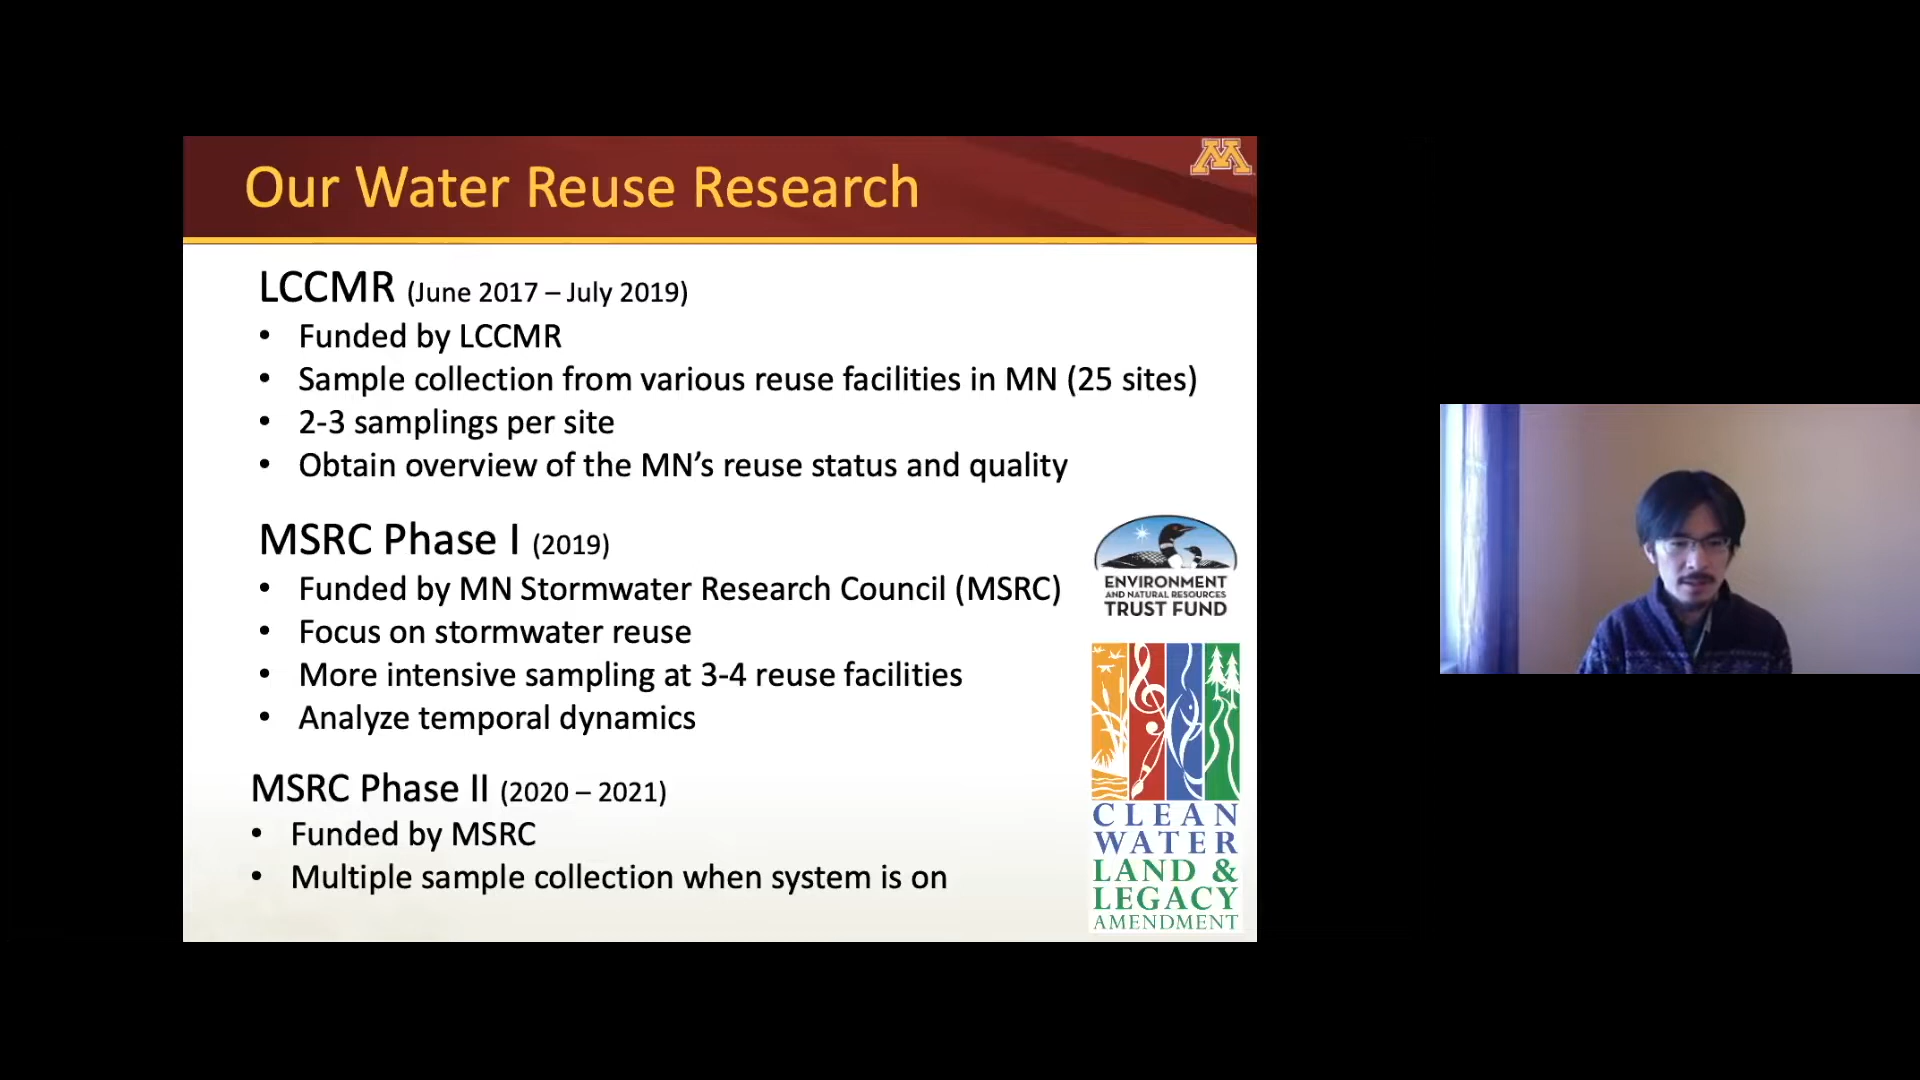 Our Water Reuse Research
M
LCCMR (June 2017 – July 2019)
• Funded by LCCMR
• Sample collection from various reuse facilities in MN (25 sites)
• 2-3 samplings per site
• Obtain overview of the MN’s reuse status and quality
MSRC Phase I (2019)
• Funded by MN Stormwater Research Council (MSRC)
• Focus on stormwater reuse
• More intensive sampling at 3-4 reuse facilities
• Analyze temporal dynamics
MSRC Phase II (2020 – 2021)
• Funded by MSRC
• Multiple sample collection when system is on
ENVIRONMENT
AND NATURAL RESOURCES
TRUST FUND
CLEAN
WATER
LAND &
LEGACY
AMENDMENT